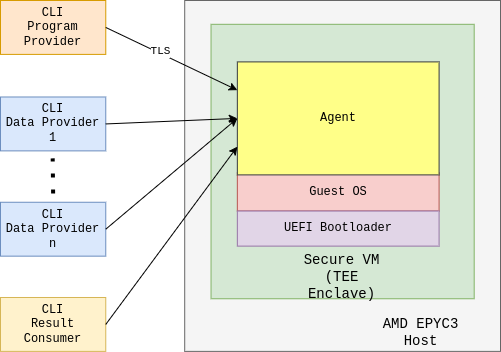 CLI
Program
Provider
TLS
CLI
Data Provider
1
CLI
Data Provider
n
CLI
Result
Consumer
Agent
Guest OS
UEFI Bootloader
Secure VM
(TEE
Enclave)
AMD EPYC3
Host